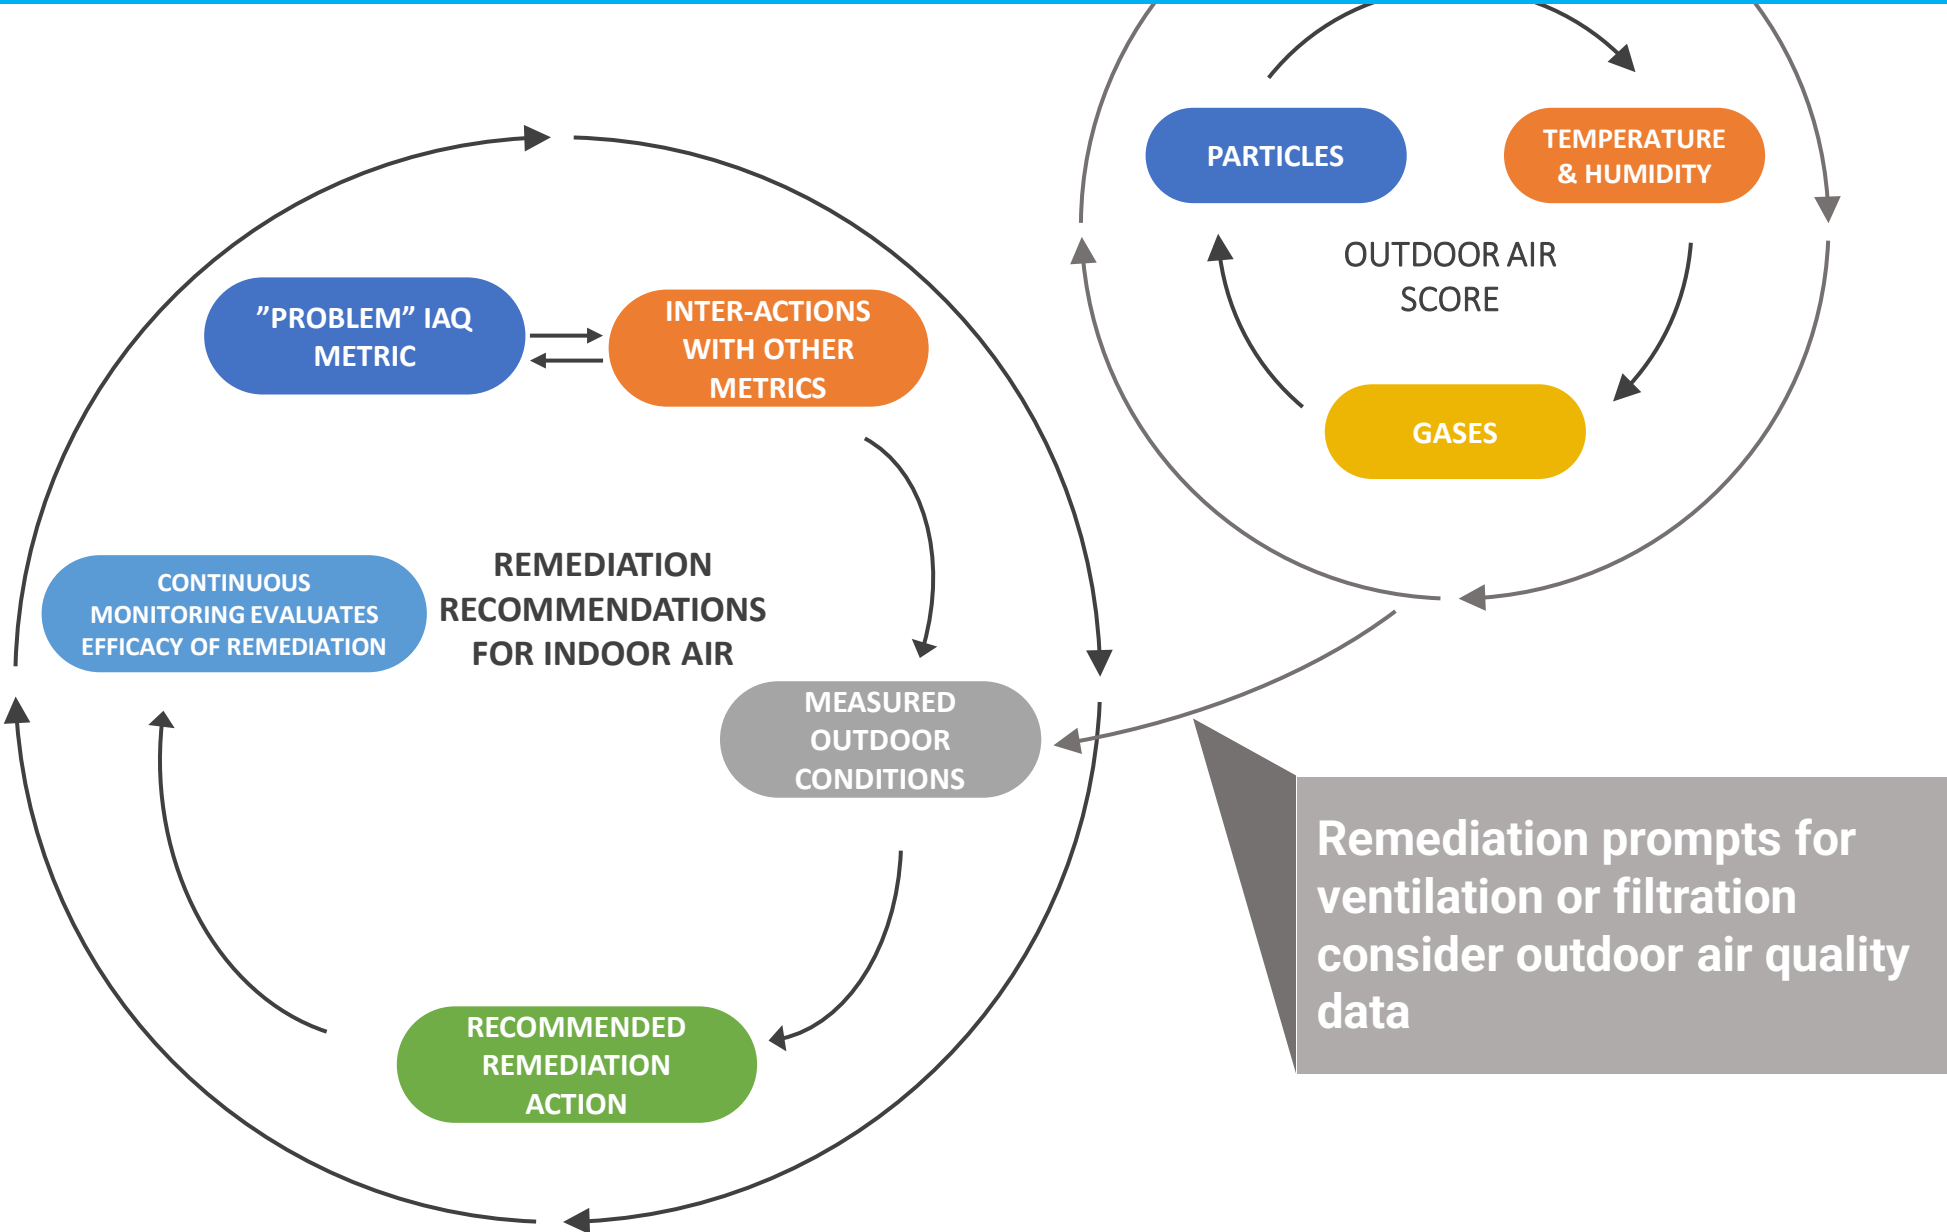 PARTICLES
TEMPERATURE
& HUMIDITY
OUTDOOR AIR
SCORE
GASES
”PROBLEM” IAQ
METRIC
INTER-ACTIONS
WITH OTHER
METRICS
CONTINUOUS
MONITORING EVALUATES
EFFICACY OF REMEDIATION
REMEDIATION
RECOMMENDATIONS
FOR INDOOR AIR
MEASURED
OUTDOOR
CONDITIONS
RECOMMENDED
REMEDIATION
ACTION
Remediation prompts for
ventilation or filtration
consider outdoor air quality
data